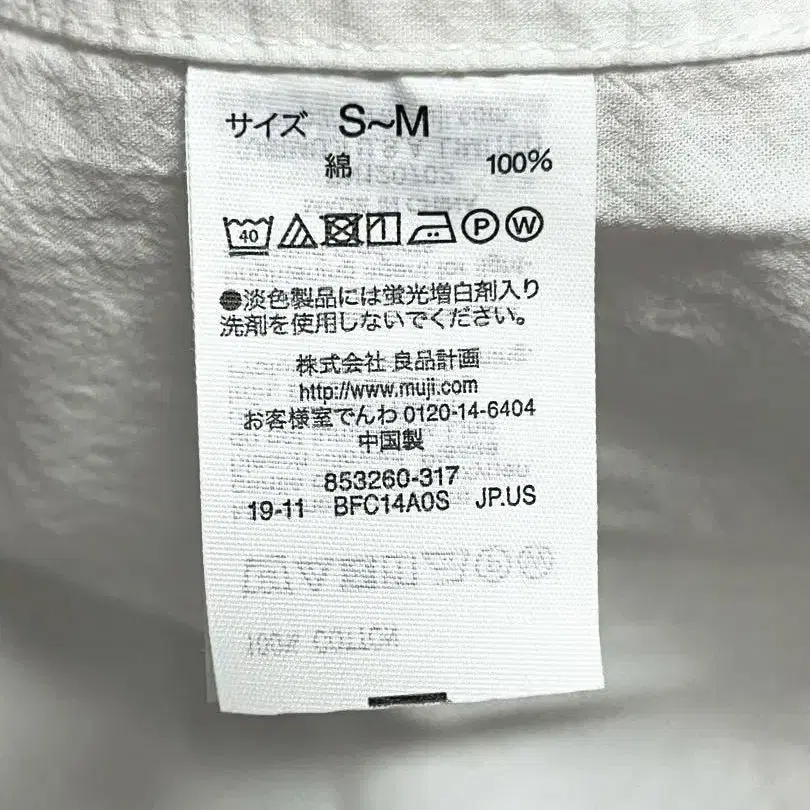 サイズ S~M
綿 100%
40 P W
●淡色製品には蛍光増白剤入り
洗剤を使用しないでください。
株式会社 良品計画
http://www.muji.com
お客様室でんわ 0120-14-6404
中国製
853260-317
19-11 BFC14A0S JP.US